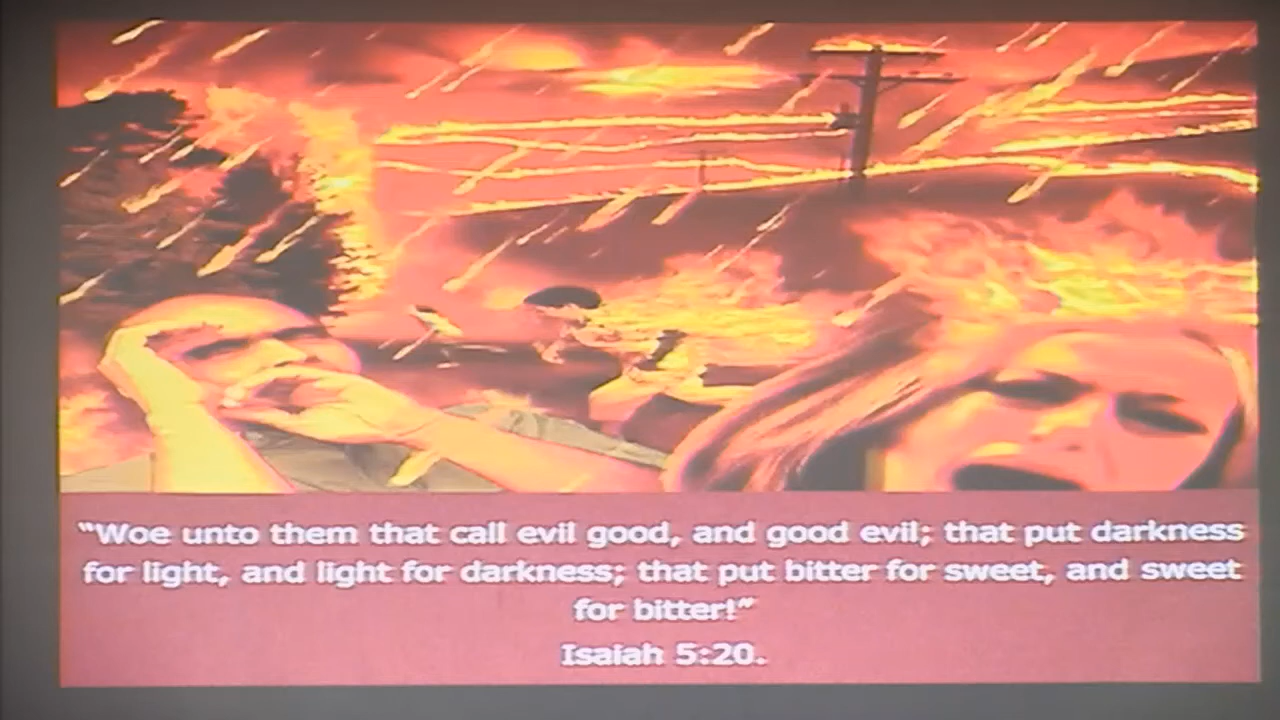 “Woe unto them that call evil good, and good evil; that put darkness
for light, and light for darkness; that put bitter for sweet, and sweet
for bitter!”
Isaiah 5:20.